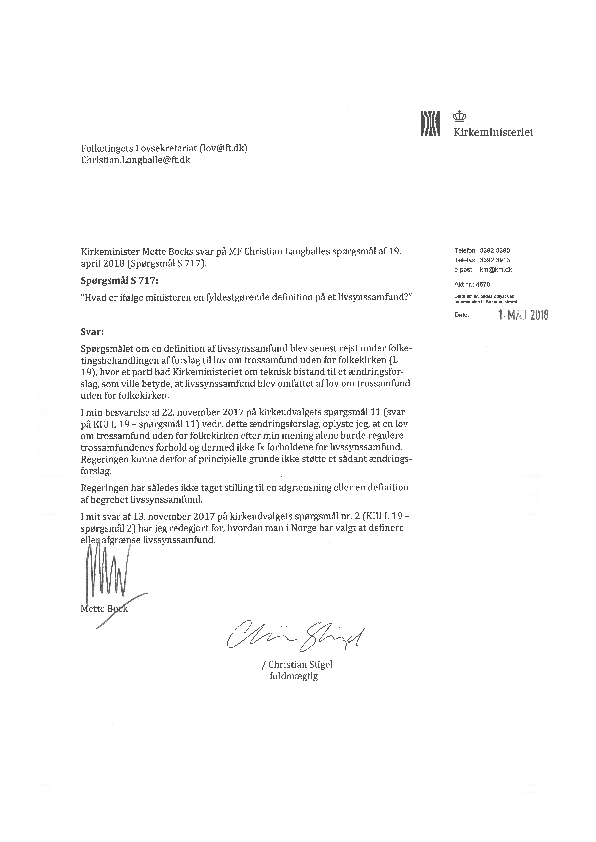 Kirkeministeriet
Folketingets Lovsekretariat (lov@ft.dk)
Christian.Langballe@ft.dk
Kirkeminister Mette Bocks svar på MF Christian Langballes spørgsmål af 19.
april 2018 (Spørgsmål S 717).
Telefon 3392 3390
Telefax 3392 3913
e-post km@km.dk
Akt nr.: 4570
Dato:
1. MAJ 2018
Spørgsmål S 717:
"Hvad er ifølge ministeren en fyldestgørende definition på et livssynssamfund?"
Svar:
Spørgsmålet om en definition af livssynssamfund blev senest rejst under folke-
tingsbehandlingen af forslag til lov om trossamfund uden for folkekirken (L
19), hvor et parti bad Kirkeministeriet om teknisk bistand til et ændringsfor-
slag, som ville betyde, at livssynssamfund blev omfattet af lov om trossamfund
uden for folkekirken.
I min besvarelse af 22. november 2017 på kirkeudvalgets spørgsmål 11 (svar
på KIU L 19 – spørgsmål 11) vedr. dette ændringsforslag, oplyste jeg, at en lov
om trossamfund uden for folkekirken efter min mening alene burde regulere
trossamfundenes forhold og dermed ikke fx forholdene for livssynssamfund.
Regeringen kunne derfor af principielle grunde ikke støtte et sådant ændrings-
forslag.
Regeringen har således ikke taget stilling til en afgrænsning eller en definition
af begrebet livssynssamfund.
I mit svar af 13. november 2017 på kirkeudvalgets spørgsmål nr. 2 (KIU L 19 –
spørgsmål 2) har jeg redegjort for, hvordan man i Norge har valgt at definere
eller afgrænse livssynssamfund.
Mette Bock
/ Christian Stigel
fuldmægtig